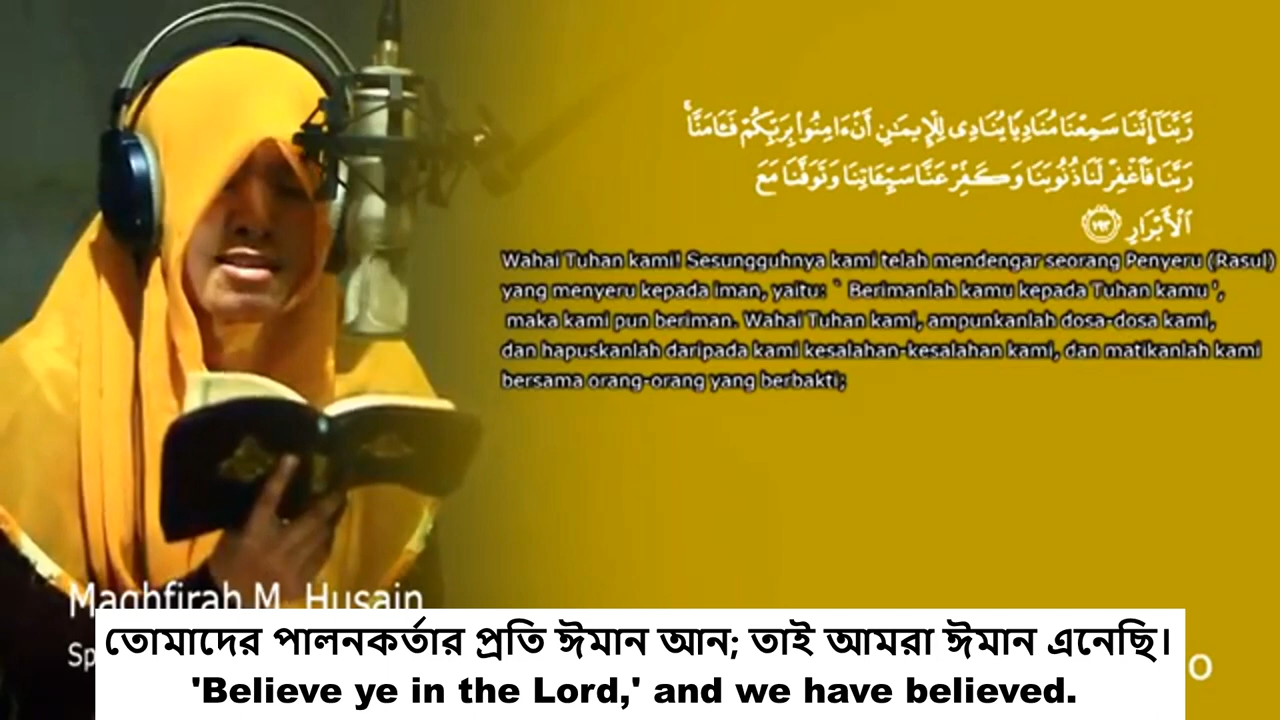 رَّبَّنَآ إِنَّنَا سَمِعْنَا مُنَادِيًا يُنَادِى لِلْإِيمَٰنِ أَنْ ءَامِنُوا۟ بِرَبِّكُمْ فَـَٔامَنَّا ۚ
رَبَّنَا فَٱغْفِرْ لَنَا ذُنُوبَنَا وَكَفِّرْ عَنَّا سَيِّـَٔاتِنَا وَتَوَفَّنَا مَعَ
ٱلْأَبْرَارِ ١٩٣
Wahai Tuhan kami! Sesungguhnya kami telah mendengar seorang Penyeru (Rasul)
yang menyeru kepada iman, yaitu: ` Berimanlah kamu kepada Tuhan kamu ',
maka kami pun beriman. Wahai Tuhan kami, ampunkanlah dosa-dosa kami,
dan hapuskanlah daripada kami kesalahan-kesalahan kami, dan matikanlah kami
bersama orang-orang yang berbakti;
Maghfirah M. Husain
তোমাদের পালনকর্তার প্রতি ঈমান আন; তাই আমরা ঈমান এনেছি।
'Believe ye in the Lord,' and we have believed.